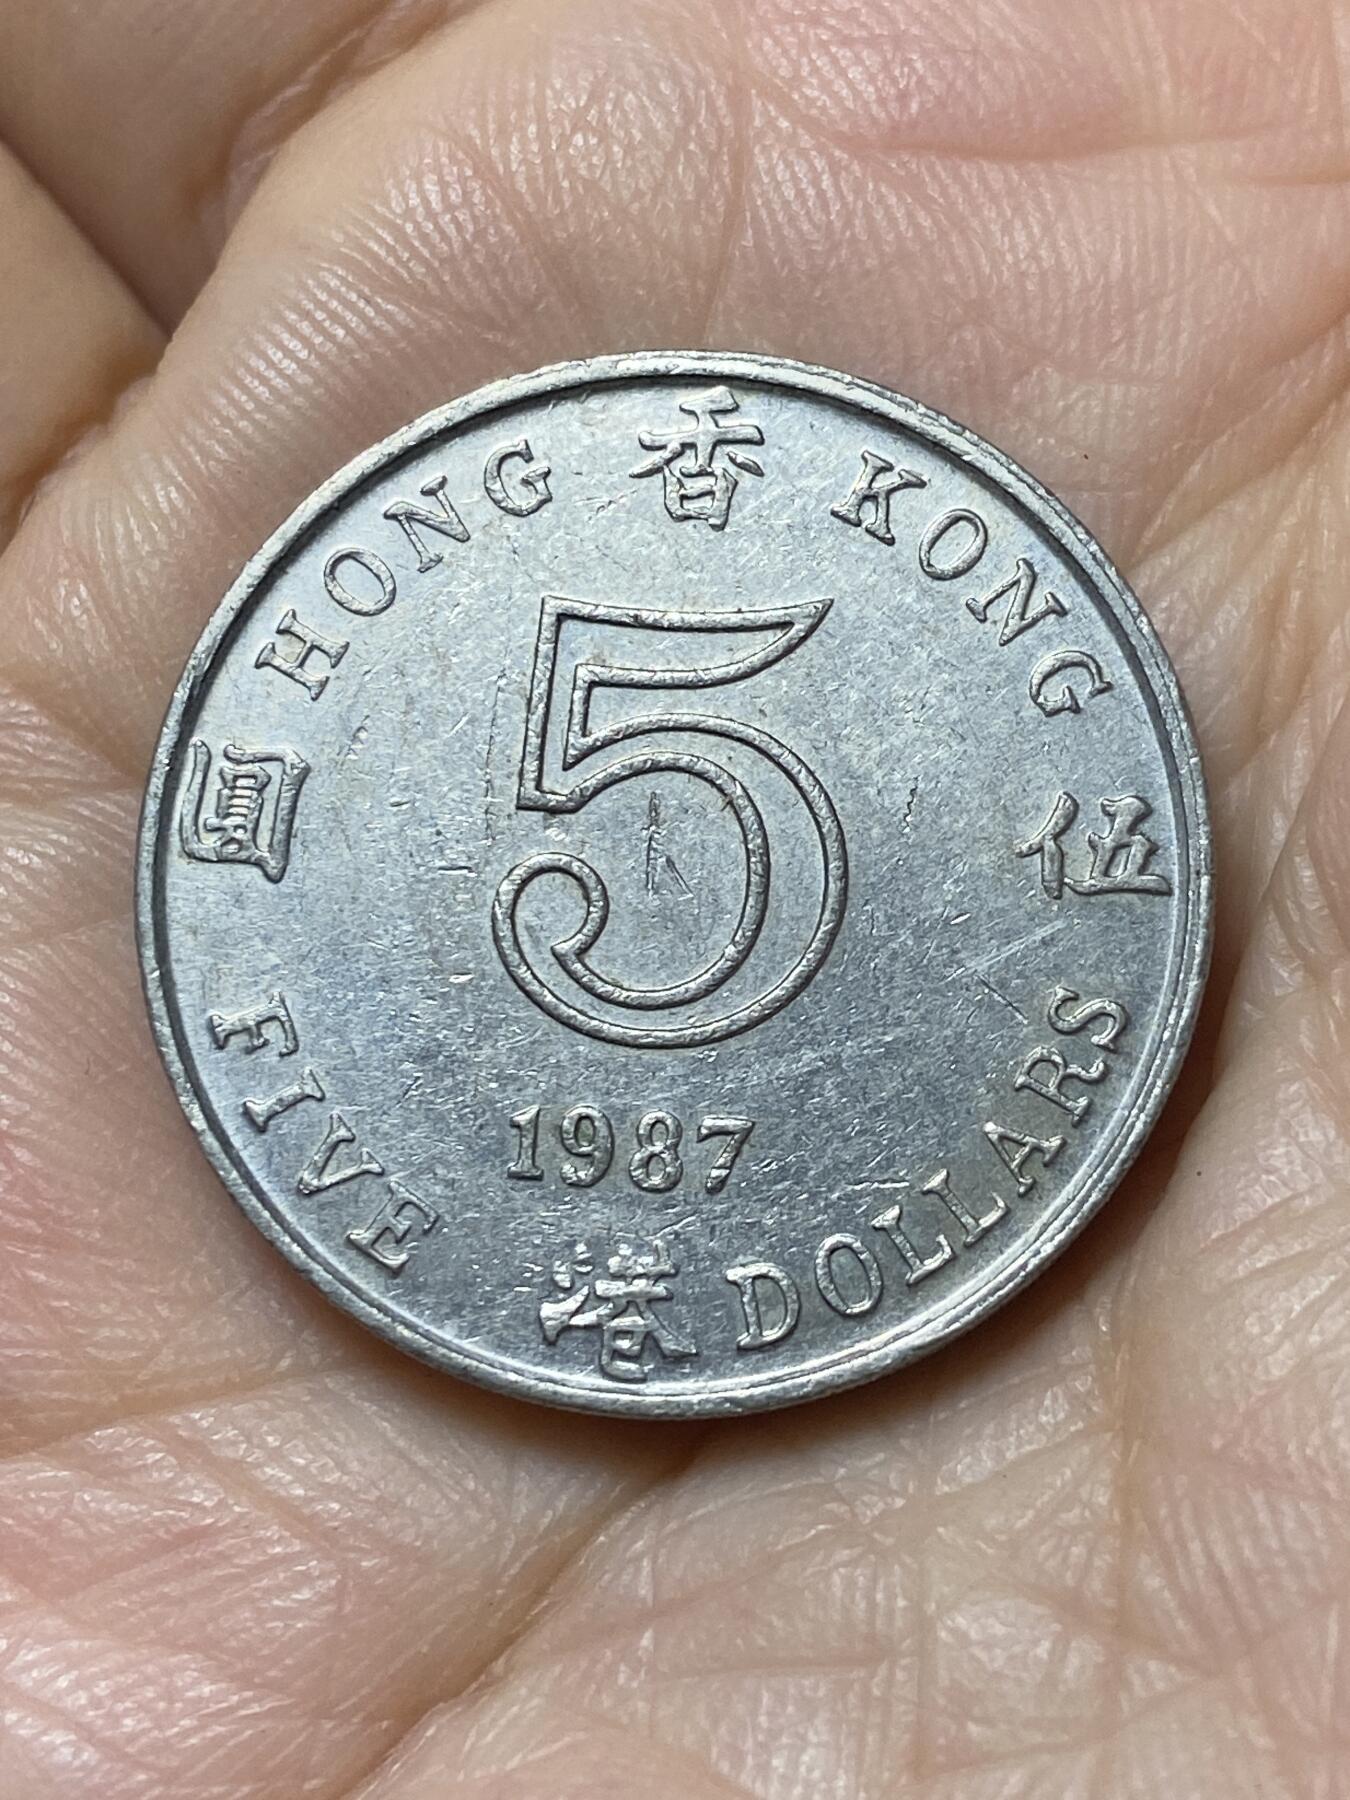 HONG 香 KONG
圓 伍
5
1987
FIVE 港 DOLLARS